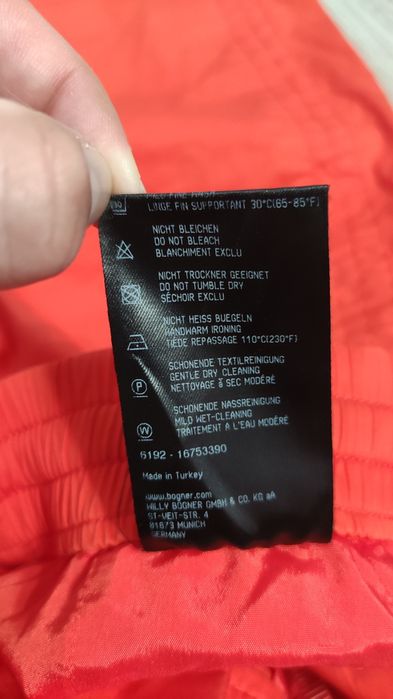 LINGE FIN SUPPORTANT 30°C(65-85°F)
NICHT BLEICHEN
DO NOT BLEACH
BLANCHIMENT EXCLU
NICHT TROCKNER GEEIGNET
DO NOT TUMBLE DRY
SÉCHOIR EXCLU
NICHT HEISS BUEGELN
HANDWARM IRONING
TIÉDE REPASSAGE 110°C(230°F)
SCHONENDE TEXTILREINIGUNG
GENTLE DRY CLEANING
NETTOYAGE á SEC MODÉRÉ
P
SCHONENDE NASSREINIGUNG
MILD WET-CLEANING
TRAITEMENT A L'EAU MODÉRÉ
W
6192 - 16753390
Made in Turkey
www.bogner.com
WILLY BOGNER GMBH & CO. KG aA
ST-VEIT-STR. 4
81673 MUNICH
GERMANY